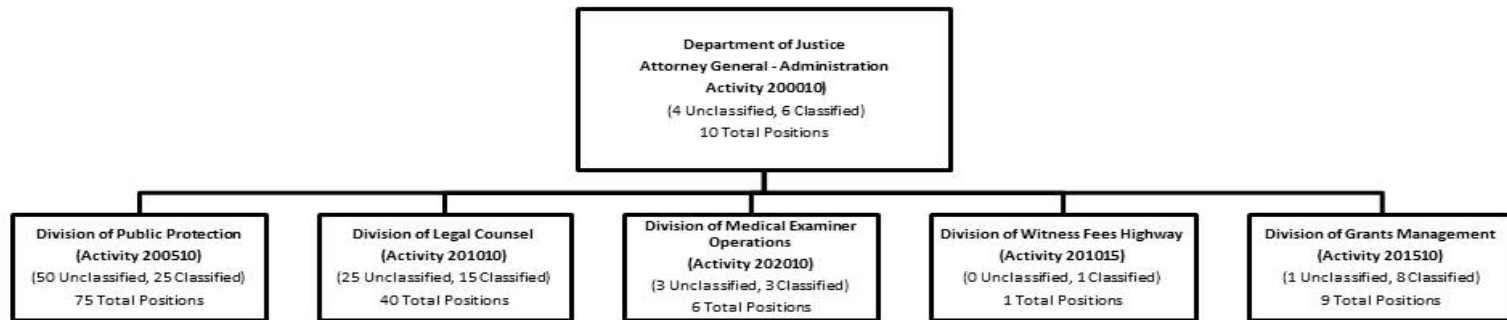 Department of Justice
Attorney General - Administration
Activity 200010)
(4 Unclassified, 6 Classified)
10 Total Positions
Division of Public Protection
(Activity 200510)
(50 Unclassified, 25 Classified)
75 Total Positions
Division of Legal Counsel
(Activity 201010)
(25 Unclassified, 15 Classified)
40 Total Positions
Division of Medical Examiner
Operations
(Activity 202010)
(3 Unclassified, 3 Classified)
6 Total Positions
Division of Witness Fees Highway
(Activity 201015)
(0 Unclassified, 1 Classified)
1 Total Positions
Division of Grants Management
(Activity 201510)
(1 Unclassified, 8 Classified)
9 Total Positions